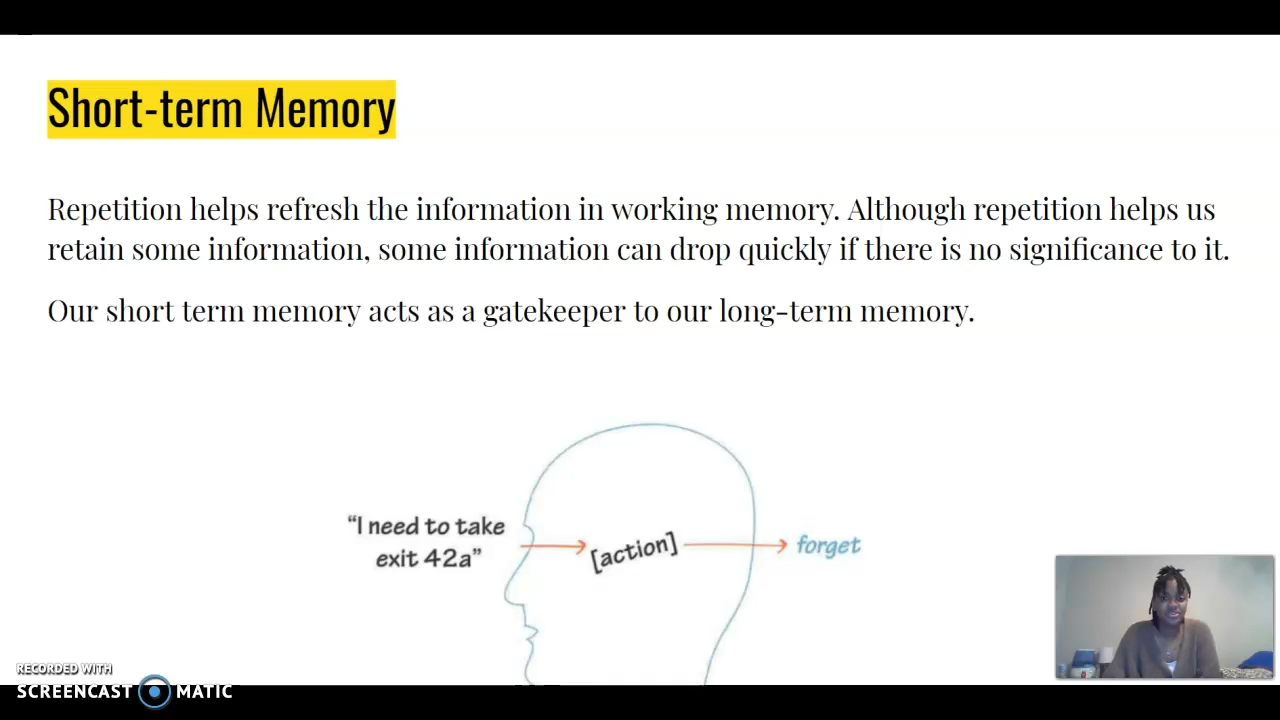 Short-term Memory
Repetition helps refresh the information in working memory. Although repetition helps us
retain some information, some information can drop quickly if there is no significance to it.
Our short term memory acts as a gatekeeper to our long-term memory.
“I need to take
exit 42a”
[action]
forget
RECORDED WITH
SCREENCAST MATIC